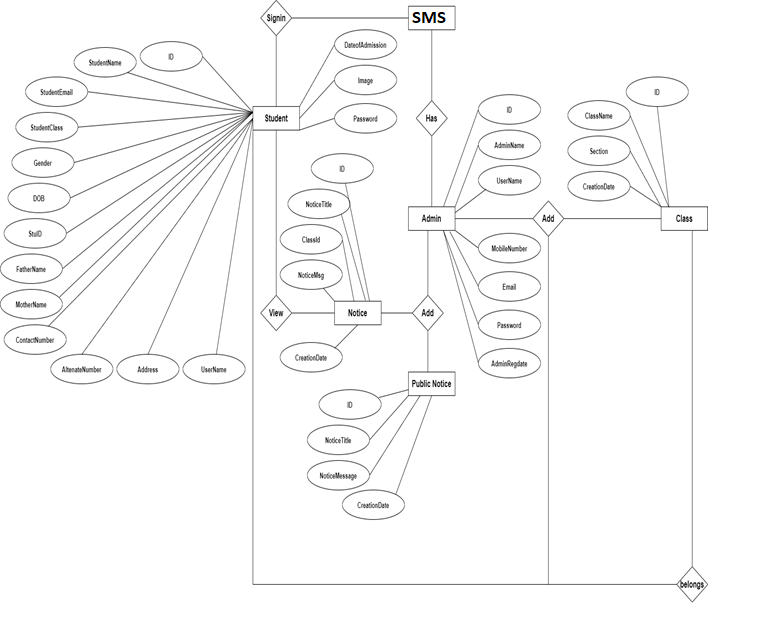 Signin
SMS
DateofAdmission
ID
StudentName
Image
StudentEmail
ID
Student
Password
Has
ID
ClassName
StudentClass
AdminName
Section
Gender
ID
UserName
CreationDate
DOB
NoticeTitle
Admin
Add
Class
StuID
ClassId
MobileNumber
FatherName
NoticeMsg
Email
MotherName
View
Notice
Add
Password
ContactNumber
CreationDate
AdminRegdate
AltenateNumber
Address
UserName
Public Notice
ID
NoticeTitle
NoticeMessage
CreationDate
belongs